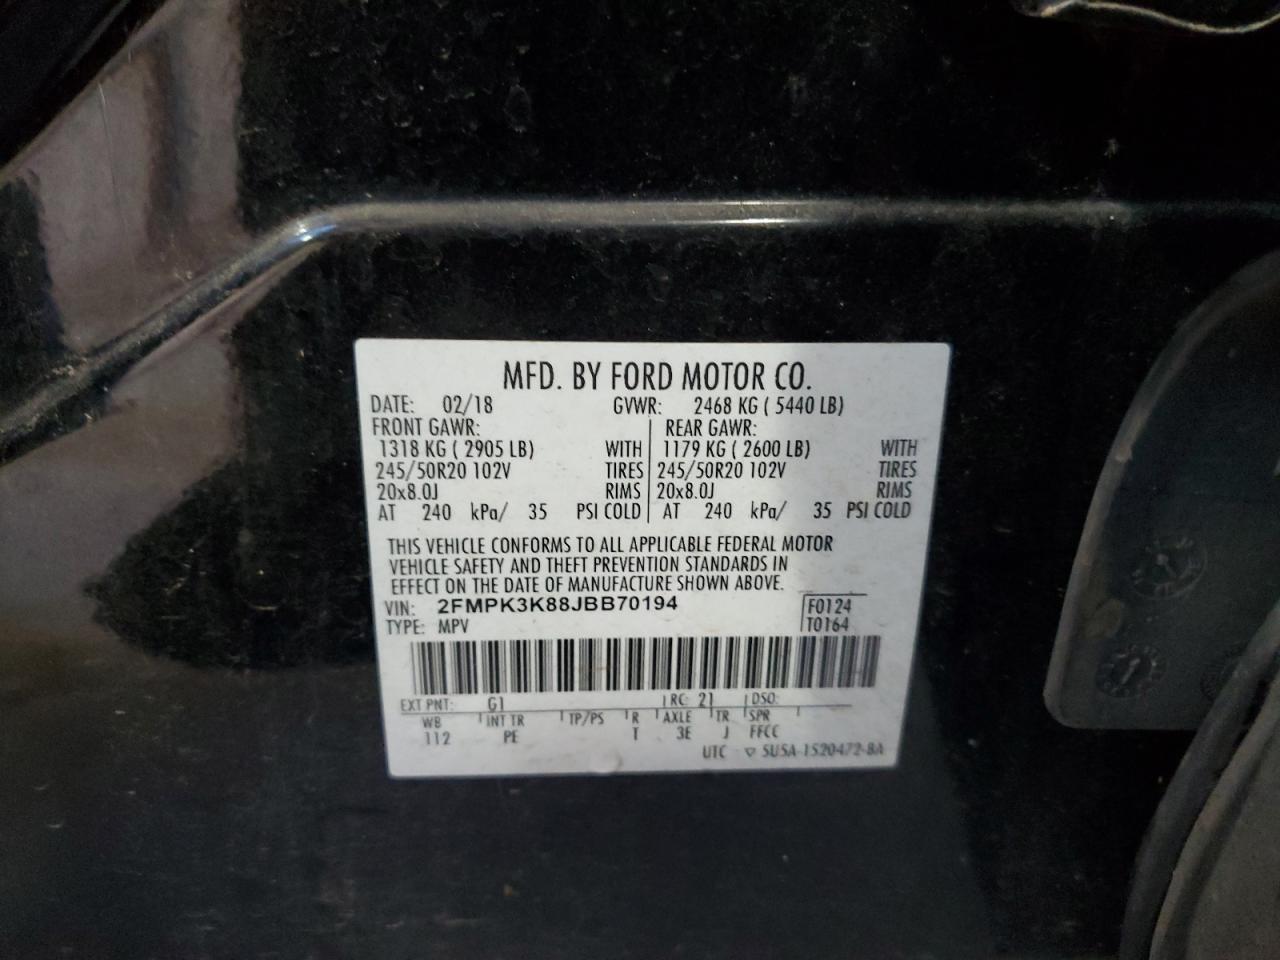 MFD. BY FORD MOTOR CO.
DATE: 02/18 GVWR: 2468 KG ( 5440 LB)
FRONT GAWR: REAR GAWR:
1318 KG ( 2905 LB) WITH 1179 KG ( 2600 LB) WITH
245/50R20 102V TIRES 245/50R20 102V TIRES
20x8.0J RIMS 20x8.0J RIMS
AT 240 kPa/ 35 PSI COLD AT 240 kPa/ 35 PSI COLD
THIS VEHICLE CONFORMS TO ALL APPLICABLE FEDERAL MOTOR
VEHICLE SAFETY AND THEFT PREVENTION STANDARDS IN
EFFECT ON THE DATE OF MANUFACTURE SHOWN ABOVE.
VIN: 2FMPK3K88JBB70194 F0124
TYPE: MPV T0164
EXT PNT: G1 RC: 21 DSO:
WB INT TR TP/PS R AXLE TR SPR
112 PE T 3E J FFCC
UTC ▽ 5U5A-1520472-BA